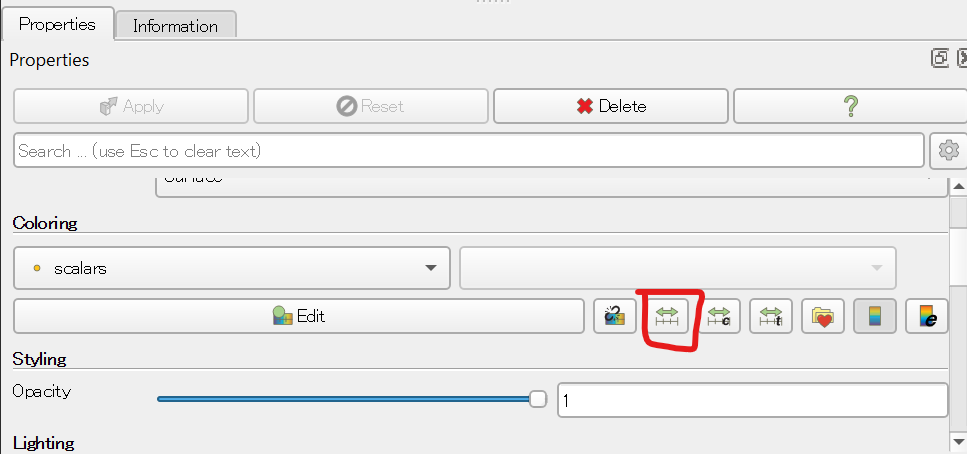 Properties
Information
Properties
Apply
Reset
Delete
?
Search ... (use Esc to clear text)
Surface
Coloring
scalars
Edit
c
t
e
Styling
Opacity
1
Lighting